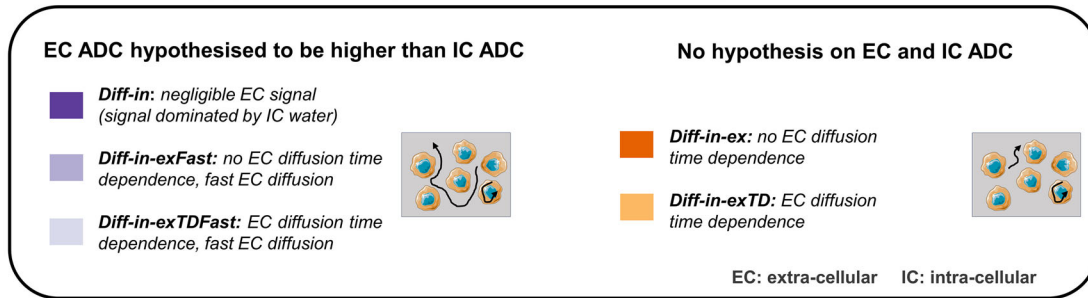 EC ADC hypothesised to be higher than IC ADC
Diff-in: negligible EC signal
(signal dominated by IC water)
Diff-in-exFast: no EC diffusion time
dependence, fast EC diffusion
Diff-in-exTDFast: EC diffusion time
dependence, fast EC diffusion
No hypothesis on EC and IC ADC
Diff-in-ex: no EC diffusion
time dependence
Diff-in-exTD: EC diffusion
time dependence
EC: extra-cellular IC: intra-cellular